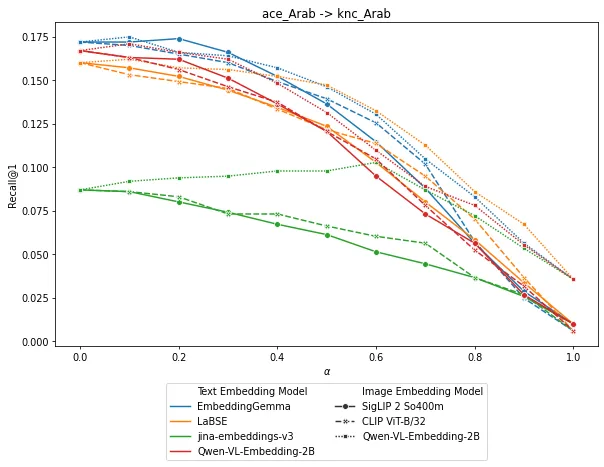 ace_Arab -> knc_Arab
Recall@1
0.175
0.150
0.125
0.100
0.075
0.050
0.025
0.000
0.0 0.2 0.4 0.6 0.8 1.0
α
Text Embedding Model
EmbeddingGemma
LaBSE
jina-embeddings-v3
Qwen-VL-Embedding-2B
Image Embedding Model
SigLIP 2 So400m
CLIP ViT-B/32
Qwen-VL-Embedding-2B